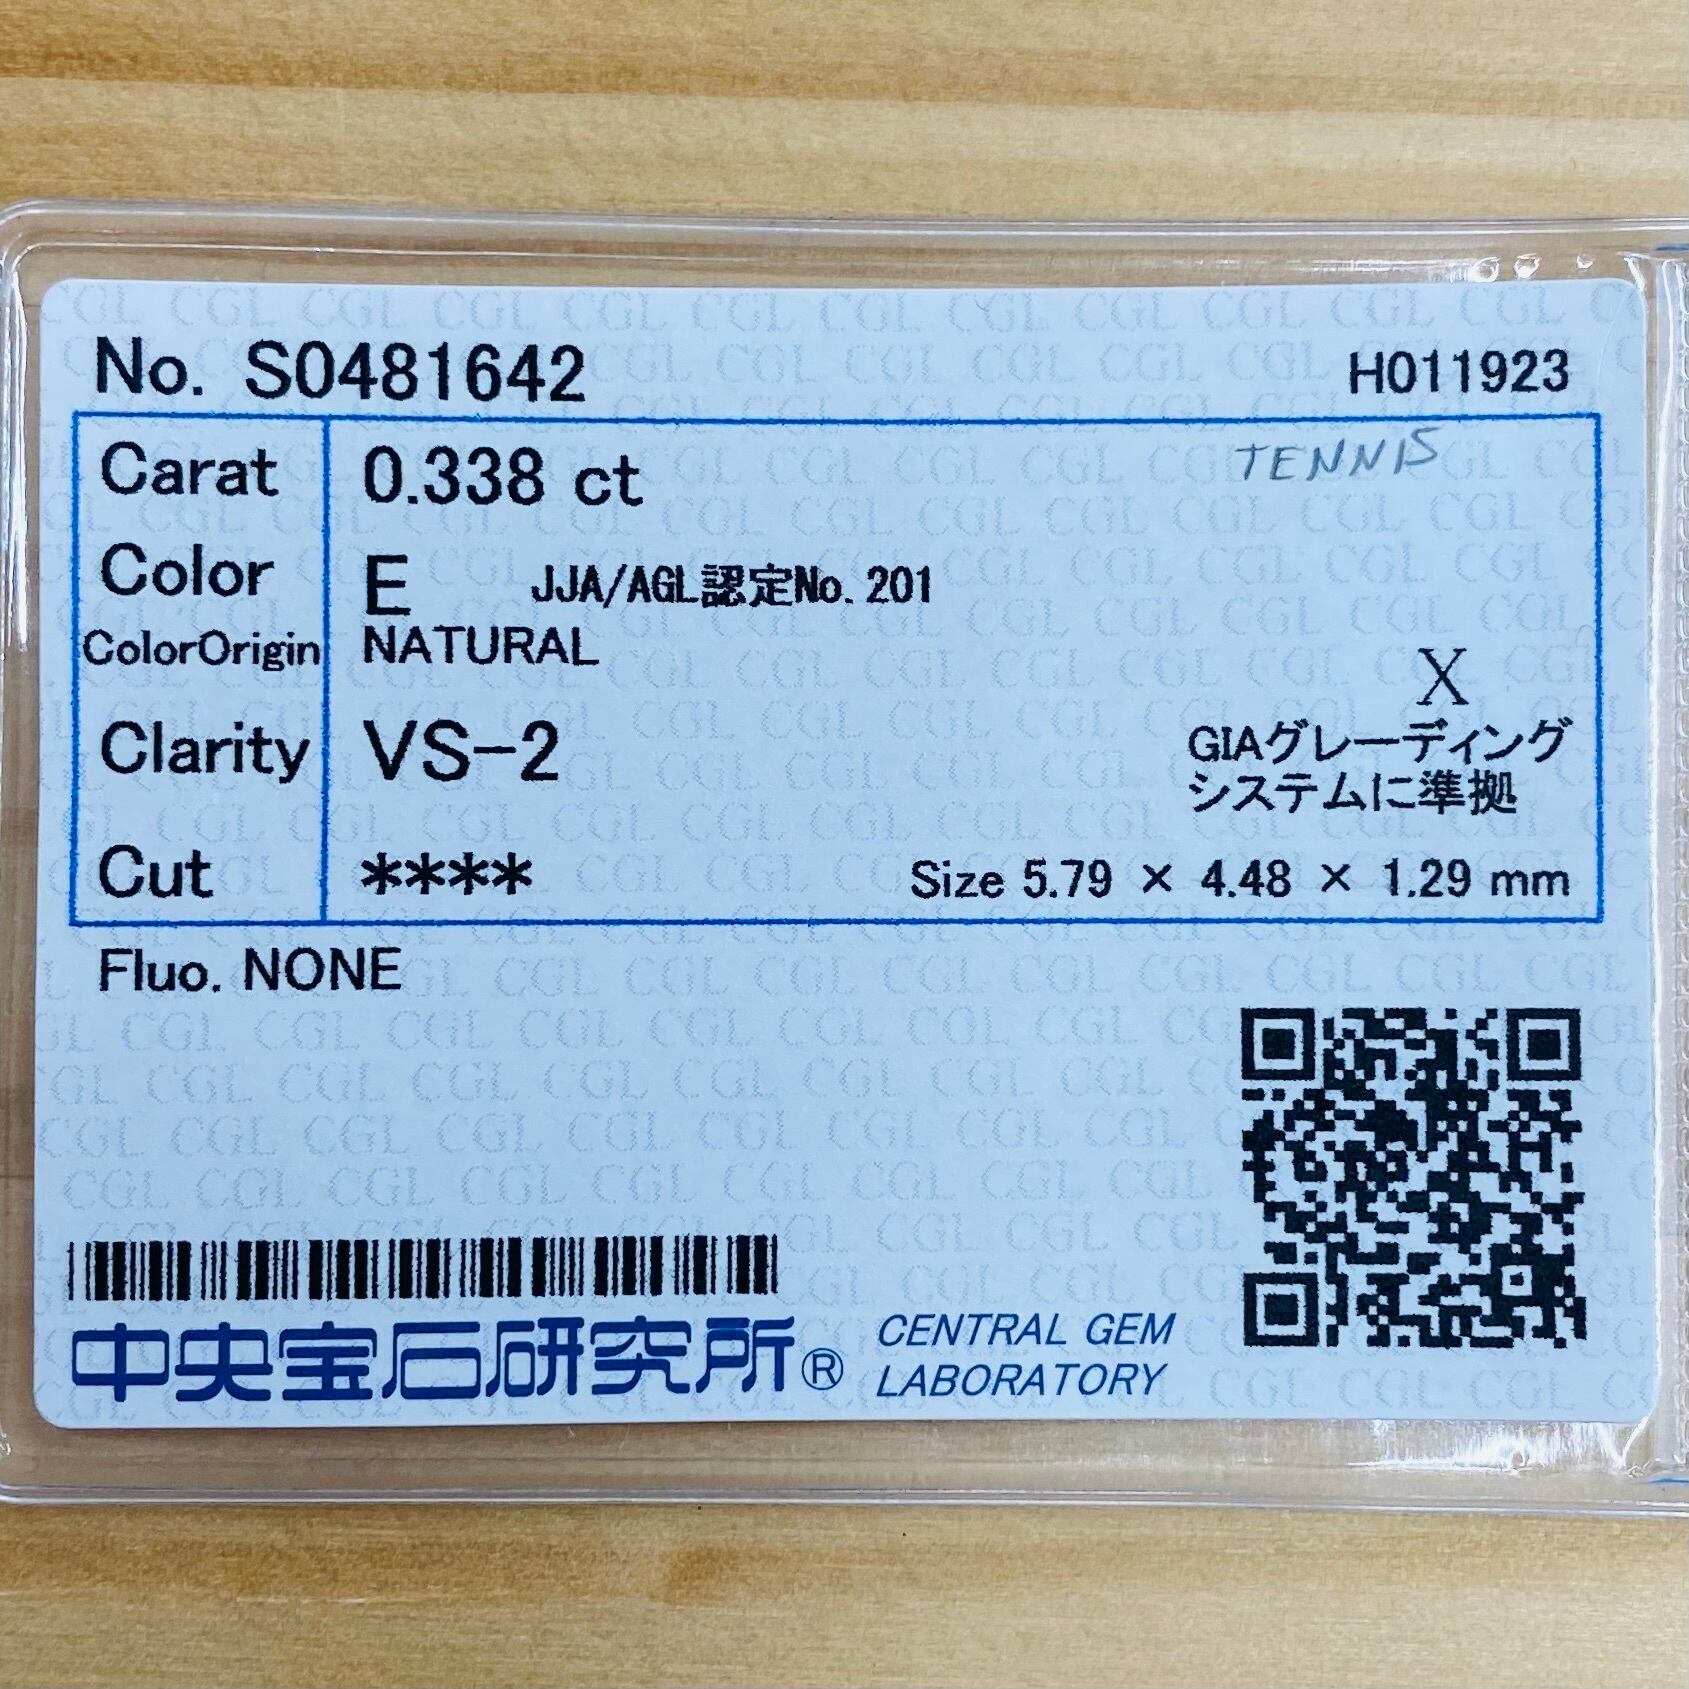 No. S0481642 H011923
TENNIS
Carat 0.338 ct
Color E JJA/AGL認定No.201
ColorOrigin NATURAL
X
Clarity VS-2 GIAグレーディング
システムに準拠
Cut **** Size 5.79 × 4.48 × 1.29 mm
Fluo. NONE
中央宝石研究所® CENTRAL GEM
LABORATORY